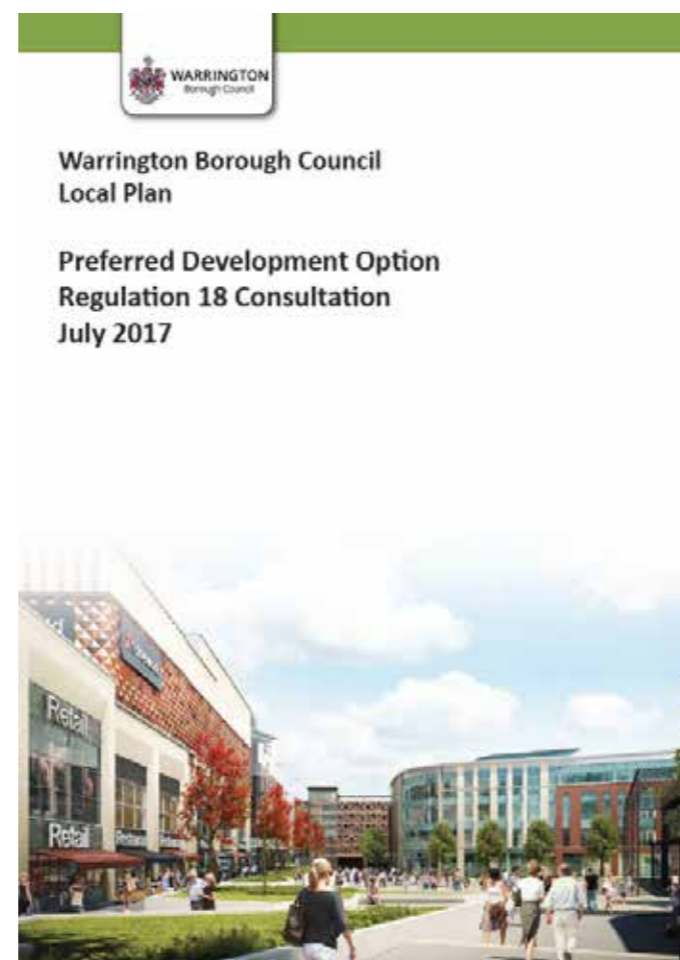 WARRINGTON
Borough Council
Warrington Borough Council
Local Plan
Preferred Development Option
Regulation 18 Consultation
July 2017
Retail
Retail